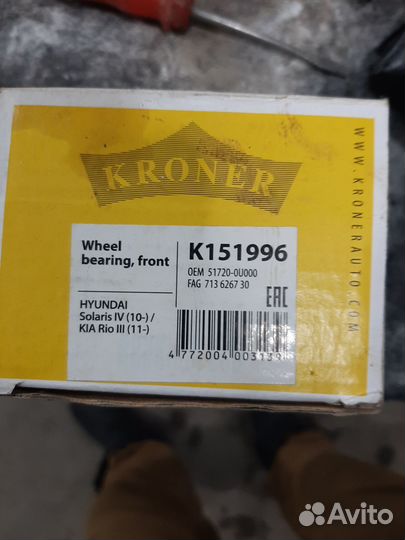 KRONER
Wheel
bearing, front
K151996
OEM 51720-0U000
FAG 713 6267 30
HYUNDAI
Solaris IV (10-) /
KIA Rio III (11-)
EAC
4 772004 003139
WWW.KRONERAUTO.COM
Avito